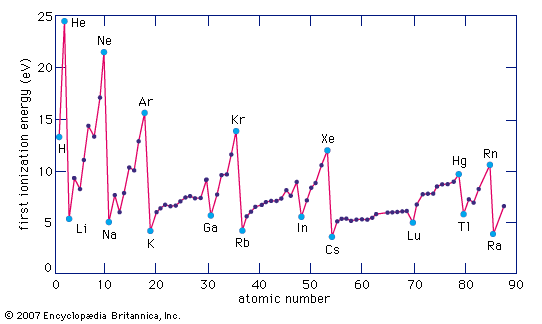 first ionization energy (eV)
25
20
15
10
5
0
He
H
Li
Ne
Na
Ar
K
Ga
Kr
Rb
In
Xe
Cs
Lu
Hg
Tl
Rn
Ra
0 10 20 30 40 50 60 70 80 90
atomic number
© 2007 Encyclopædia Britannica, Inc.